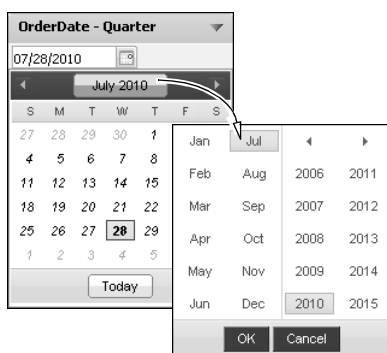 OrderDate - Quarter
07/28/2010
July 2010
S M T W T F S
27 28 29 30 1
4 5 6 7 8
11 12 13 14 15
18 19 20 21 22
25 26 27 28 29
1 2 3 4 5
Today
Jan Jul
Feb Aug 2006 2011
Mar Sep 2007 2012
Apr Oct 2008 2013
May Nov 2009 2014
Jun Dec 2010 2015
OK Cancel